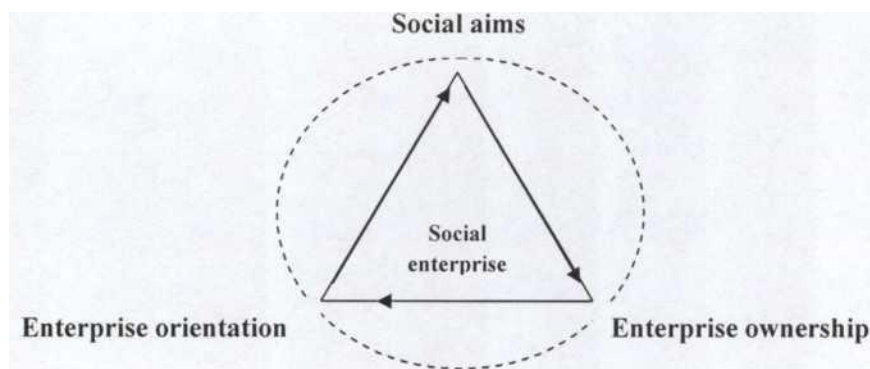 Social aims
Social
enterprise
Enterprise orientation
Enterprise ownership